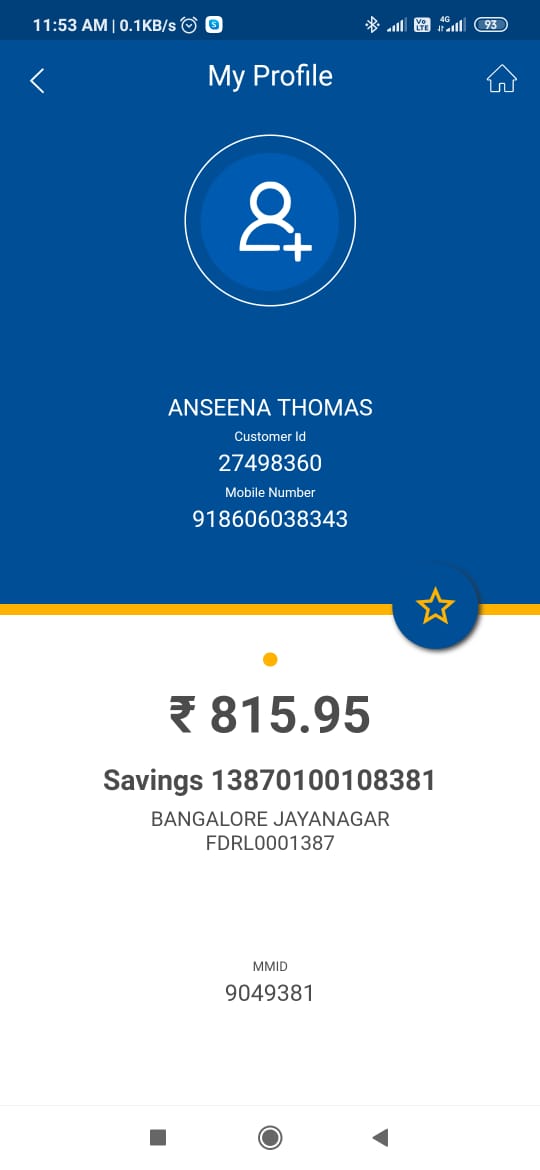 11:53 AM | 0.1KB/s
Vo LTE 4G 93
My Profile
ANSEENA THOMAS
Customer Id
27498360
Mobile Number
918606038343
₹ 815.95
Savings 13870100108381
BANGALORE JAYANAGAR
FDRL0001387
MMID
9049381